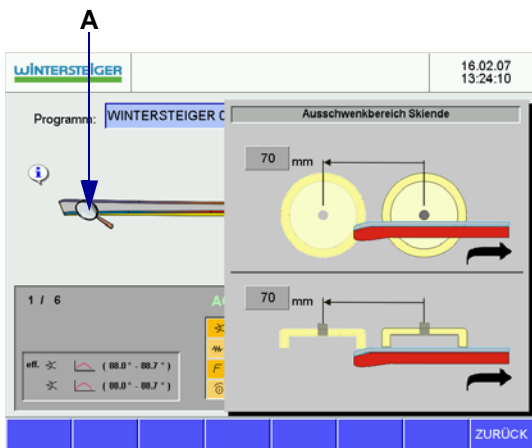 A
WINTERSTEIGER
16.02.07
13:24:10
Programm: WINTERSTEIGER
Ausschwenkbereich Skiende
70 mm
70 mm
1 / 6
eff. ( 88.0° - 88.7° )
( 88.0° - 88.7° )
F
ZURÜCK